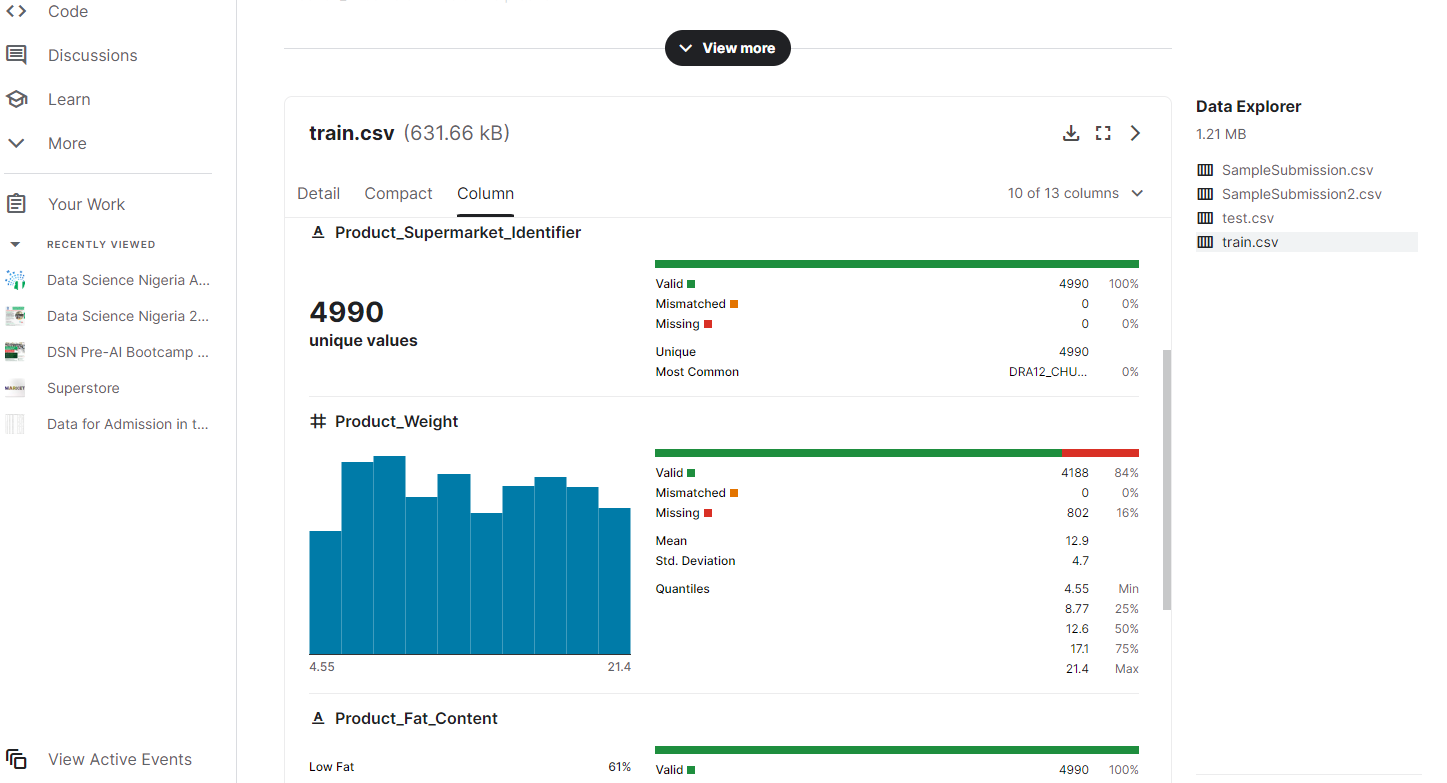 Code
Discussions
Learn
More
Your Work
RECENTLY VIEWED
Data Science Nigeria A...
Data Science Nigeria 2...
DSN Pre-AI Bootcamp ...
Superstore
Data for Admission in t...
View Active Events
View more
train.csv (631.66 kB)
Detail Compact Column
10 of 13 columns
Product_Supermarket_Identifier
4990
unique values
Valid 4990 100%
Mismatched 0 0%
Missing 0 0%
Unique 4990
Most Common DRA12_CHU... 0%
Product_Weight
4.55 21.4
Valid 4188 84%
Mismatched 0 0%
Missing 802 16%
Mean 12.9
Std. Deviation 4.7
Quantiles 4.55 Min
8.77 25%
12.6 50%
17.1 75%
21.4 Max
Product_Fat_Content
Low Fat 61%
Valid 4990 100%
Data Explorer
1.21 MB
SampleSubmission.csv
SampleSubmission2.csv
test.csv
train.csv